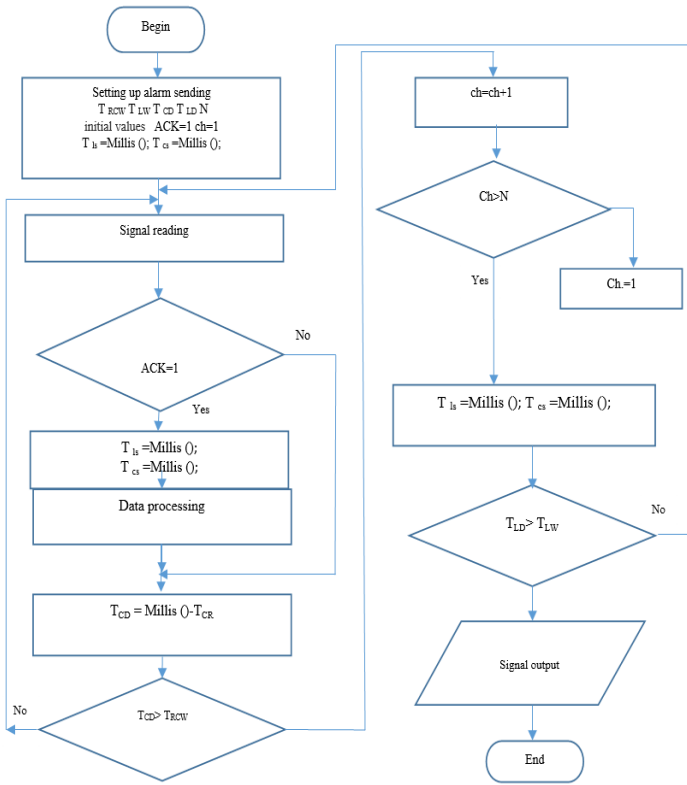 Begin
Setting up alarm sending
T RCW T LW T CD T LD N
initial values ACK=1 ch=1
T ls =Millis (); T cs =Millis ();
Signal reading
ACK=1
No
Yes
T ls =Millis ();
T cs =Millis ();
Data processing
TCD = Millis ()-TCR
TCD> TRCW
No
ch=ch+1
Ch>N
Yes
Ch.=1
T ls =Millis (); T cs =Millis ();
TLD> TLW
No
Signal output
End